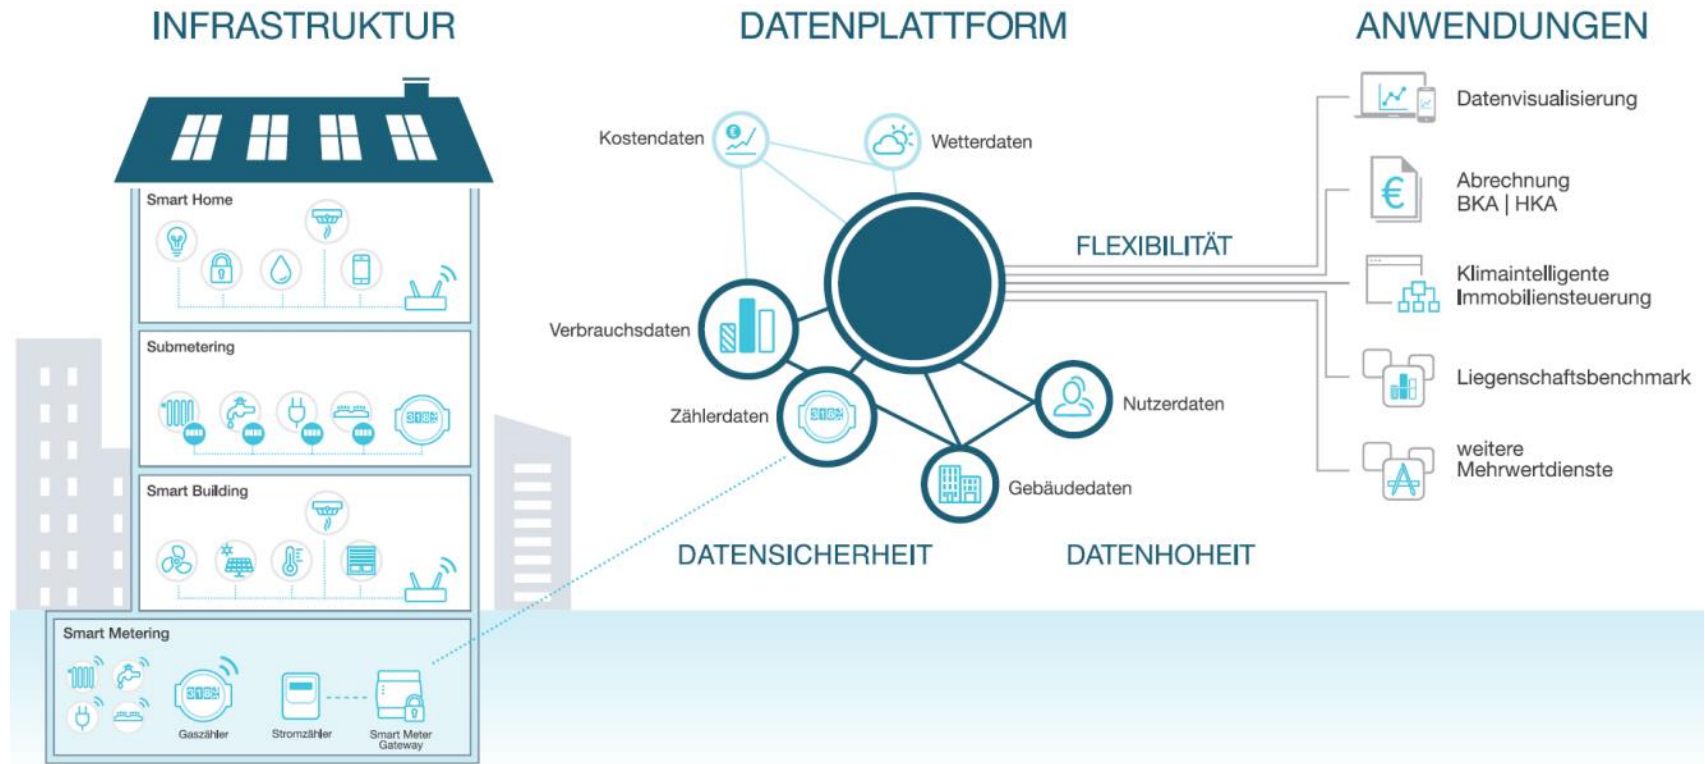 INFRASTRUKTUR
Smart Home
Submetering
Smart Building
Smart Metering
Gaszähler
Stromzähler
Smart Meter
Gateway
DATENPLATTFORM
Kostendaten
Wetterdaten
Verbrauchsdaten
Zählerdaten
Nutzerdaten
Gebäudedaten
FLEXIBILITÄT
DATENSICHERHEIT
DATENHOHEIT
ANWENDUNGEN
Datenvisualisierung
Abrechnung
BKA | HKA
Klimaintelligente
Immobiliensteuerung
Liegenschaftsbenchmark
weitere
Mehrwertdienste